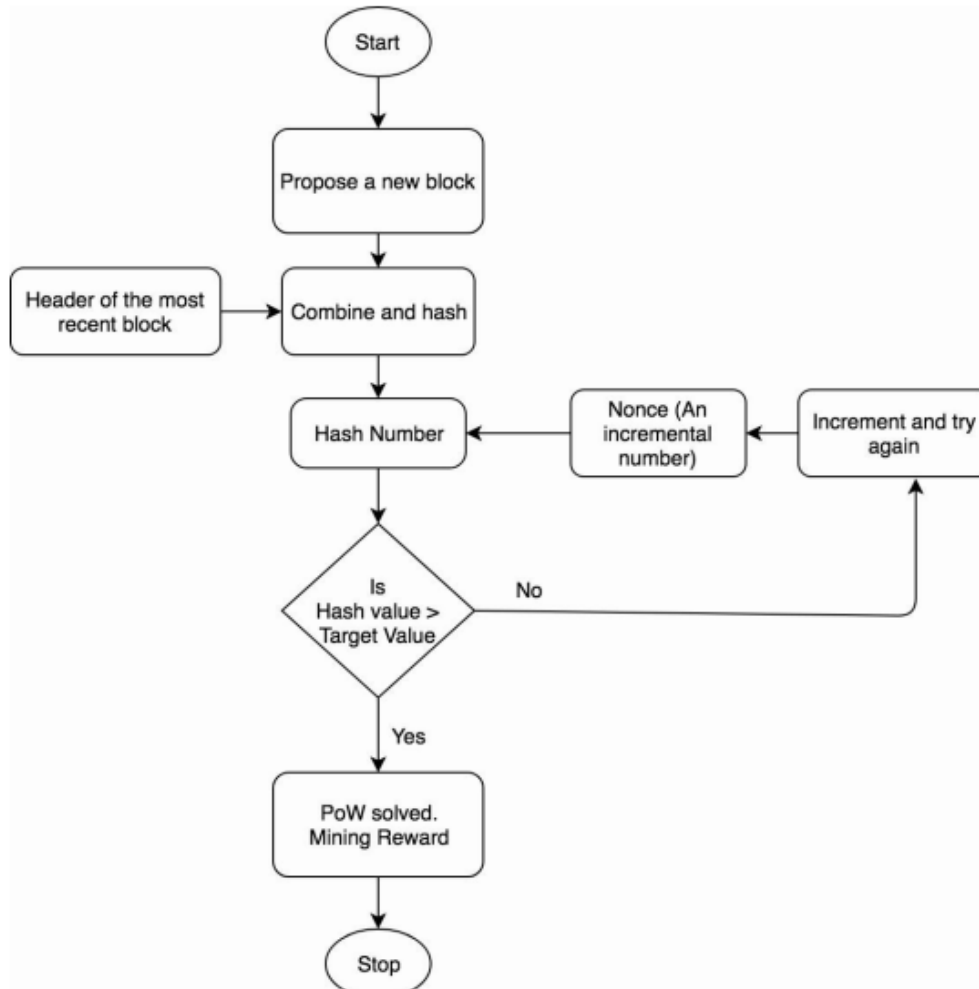 Start
Propose a new block
Header of the most
recent block
Combine and hash
Hash Number
Nonce (An
incremental
number)
Increment and try
again
Is
Hash value >
Target Value
No
Yes
PoW solved.
Mining Reward
Stop